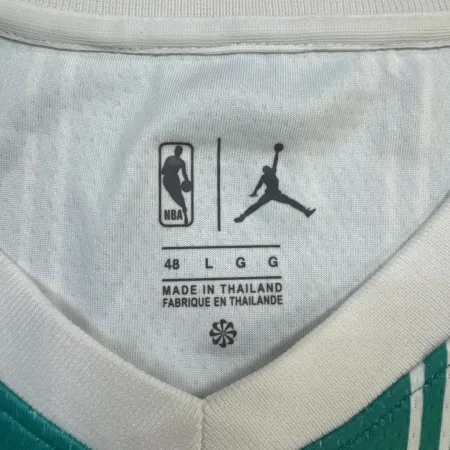 NBA
48 L G G
MADE IN THAILAND
FABRIQUE EN THAILANDE